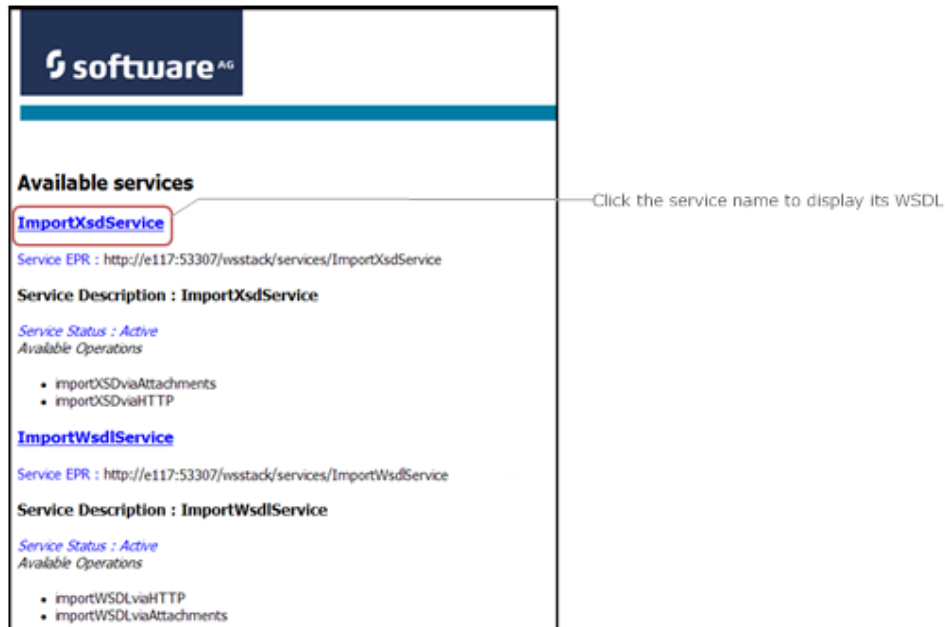 software AG
Available services
ImportXsdService
Click the service name to display its WSDL
Service EPR : http://e117:53307/wsstack/services/ImportXsdService
Service Description : ImportXsdService
Service Status : Active
Available Operations
• importXSDviaAttachments
• importXSDviaHTTP
ImportWsdlService
Service EPR : http://e117:53307/wsstack/services/ImportWsdlService
Service Description : ImportWsdlService
Service Status : Active
Available Operations
• importWSDLviaHTTP
• importWSDLviaAttachments